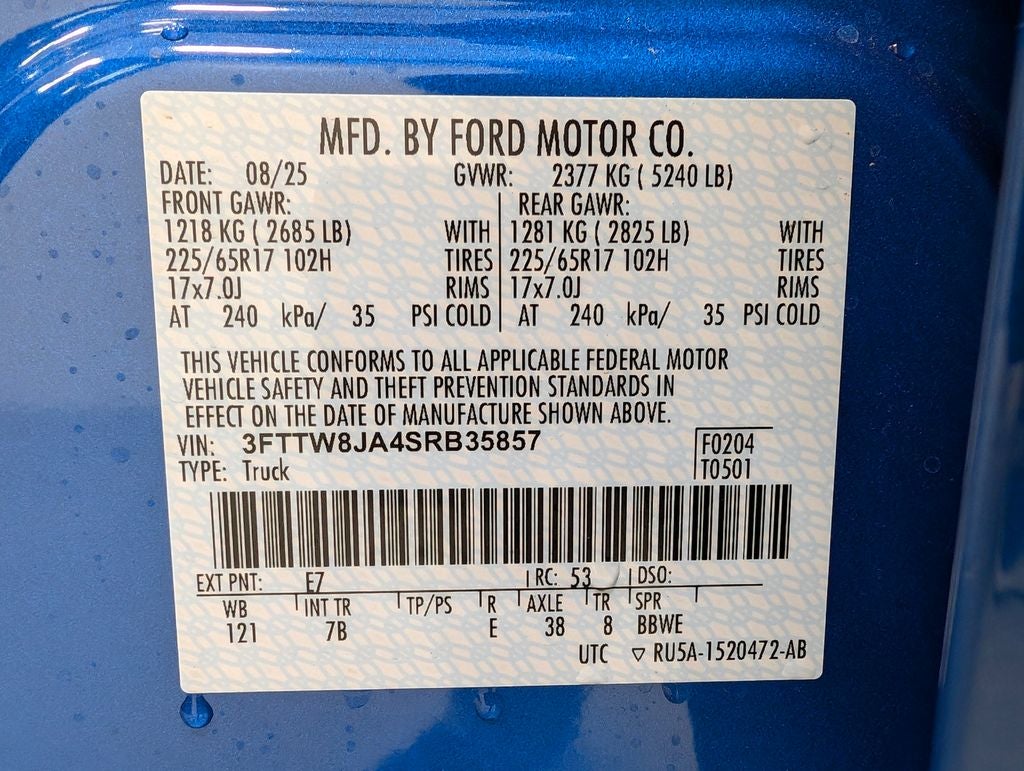 MFD. BY FORD MOTOR CO.
DATE: 08/25 GVWR: 2377 KG ( 5240 LB)
FRONT GAWR: REAR GAWR:
1218 KG ( 2685 LB) WITH 1281 KG ( 2825 LB) WITH
225/65R17 102H TIRES 225/65R17 102H TIRES
17x7.0J RIMS 17x7.0J RIMS
AT 240 kPa/ 35 PSI COLD AT 240 kPa/ 35 PSI COLD
THIS VEHICLE CONFORMS TO ALL APPLICABLE FEDERAL MOTOR
VEHICLE SAFETY AND THEFT PREVENTION STANDARDS IN
EFFECT ON THE DATE OF MANUFACTURE SHOWN ABOVE.
VIN: 3FTTW8JA4SRB35857 F0204
TYPE: Truck T0501
EXT PNT: E7 RC: 53 DSO:
WB INT TR TP/PS R AXLE TR SPR
121 7B E 38 8 BBWE
UTC ▽ RU5A-1520472-AB